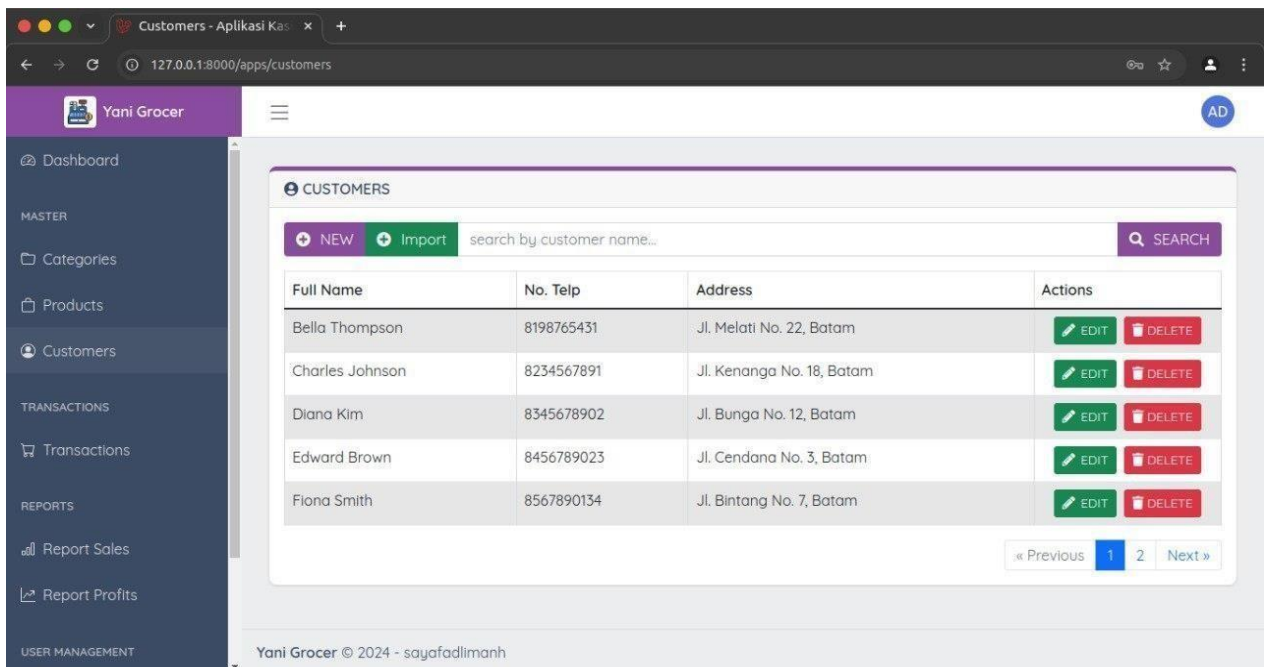 Customers - Aplikasi Kas
127.0.0.1:8000/apps/customers
Yani Grocer
AD
Dashboard
MASTER
Categories
Products
Customers
TRANSACTIONS
Transactions
REPORTS
Report Sales
Report Profits
USER MANAGEMENT
CUSTOMERS
NEW Import search by customer name... SEARCH
Full Name No. Telp Address Actions
Bella Thompson 8198765431 Jl. Melati No. 22, Batam EDIT DELETE
Charles Johnson 8234567891 Jl. Kenanga No. 18, Batam EDIT DELETE
Diana Kim 8345678902 Jl. Bunga No. 12, Batam EDIT DELETE
Edward Brown 8456789023 Jl. Cendana No. 3, Batam EDIT DELETE
Fiona Smith 8567890134 Jl. Bintang No. 7, Batam EDIT DELETE
« Previous 1 2 Next »
Yani Grocer © 2024 - sayafadlimanh